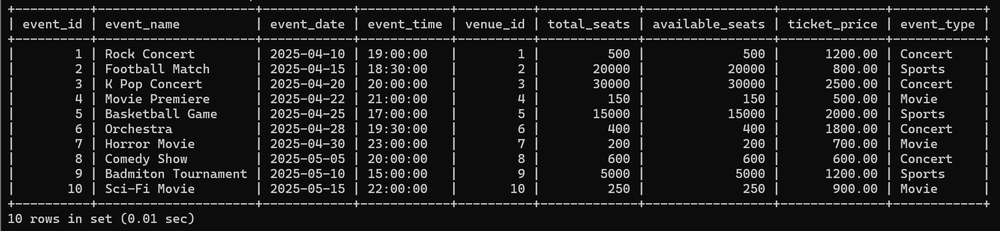 +----------+---------------------+------------+------------+----------+-------------+-----------------+--------------+------------+
| event_id | event_name          | event_date | event_time | venue_id | total_seats | available_seats | ticket_price | event_type |
+----------+---------------------+------------+------------+----------+-------------+-----------------+--------------+------------+
|        1 | Rock Concert        | 2025-04-10 | 19:00:00   |        1 |         500 |             500 |      1200.00 | Concert    |
|        2 | Football Match      | 2025-04-15 | 18:30:00   |        2 |       20000 |           20000 |       800.00 | Sports     |
|        3 | K Pop Concert       | 2025-04-20 | 20:00:00   |        3 |       30000 |           30000 |      2500.00 | Concert    |
|        4 | Movie Premiere      | 2025-04-22 | 21:00:00   |        4 |         150 |             150 |       500.00 | Movie      |
|        5 | Basketball Game     | 2025-04-25 | 17:00:00   |        5 |       15000 |           15000 |      2000.00 | Sports     |
|        6 | Orchestra           | 2025-04-28 | 19:30:00   |        6 |         400 |             400 |      1800.00 | Concert    |
|        7 | Horror Movie        | 2025-04-30 | 23:00:00   |        7 |         200 |             200 |       700.00 | Movie      |
|        8 | Comedy Show         | 2025-05-05 | 20:00:00   |        8 |         600 |             600 |       600.00 | Concert    |
|        9 | Badmiton Tournament | 2025-05-10 | 15:00:00   |        9 |        5000 |            5000 |      1200.00 | Sports     |
|       10 | Sci-Fi Movie        | 2025-05-15 | 22:00:00   |       10 |         250 |             250 |       900.00 | Movie      |
+----------+---------------------+------------+------------+----------+-------------+-----------------+--------------+------------+
10 rows in set (0.01 sec)